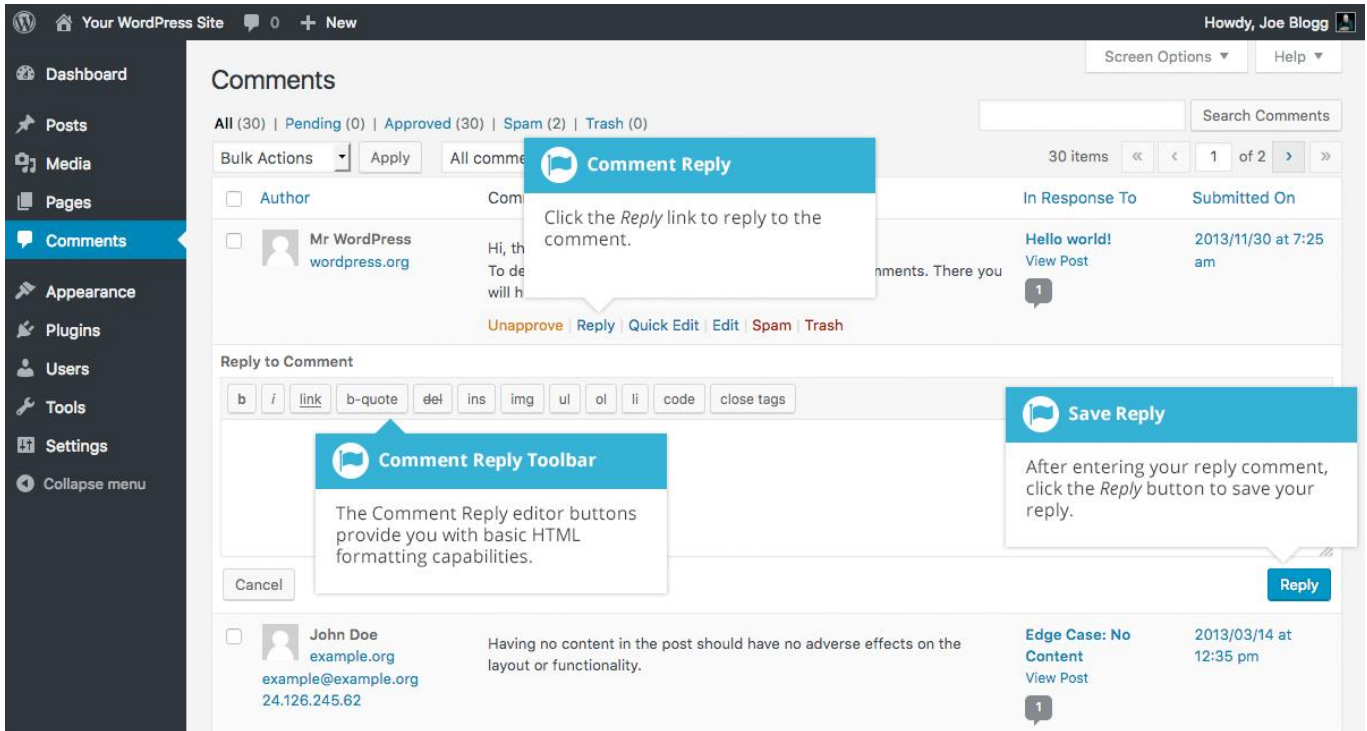 Your WordPress Site 0 + New Howdy, Joe Blogg
Screen Options ▼ Help ▼
Dashboard
Posts
Media
Pages
Comments
Appearance
Plugins
Users
Tools
Settings
Collapse menu
Comments
All (30) | Pending (0) | Approved (30) | Spam (2) | Trash (0)
Search Comments
Bulk Actions Apply All comme
30 items « ‹ 1 of 2 › »
Comment Reply
Click the Reply link to reply to the
comment.
Author Com In Response To Submitted On
Mr WordPress
wordpress.org
Hi, th
To de
will h
mments. There you
Unapprove | Reply | Quick Edit | Edit | Spam | Trash
Hello world!
View Post
1
2013/11/30 at 7:25
am
Reply to Comment
b i link b-quote del ins img ul ol li code close tags
Comment Reply Toolbar
The Comment Reply editor buttons
provide you with basic HTML
formatting capabilities.
Save Reply
After entering your reply comment,
click the Reply button to save your
reply.
Cancel Reply
John Doe
example.org
example@example.org
24.126.245.62
Having no content in the post should have no adverse effects on the
layout or functionality.
Edge Case: No
Content
View Post
1
2013/03/14 at
12:35 pm